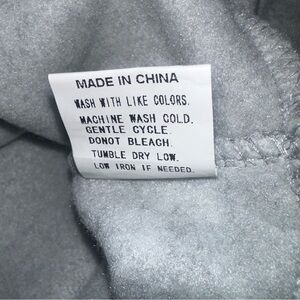 MADE IN CHINA
WASH WITH LIKE COLORS.
MACHINE WASH COLD.
GENTLE CYCLE.
DONOT BLEACH.
TUMBLE DRY LOW.
LOW IRON IF NEEDED.